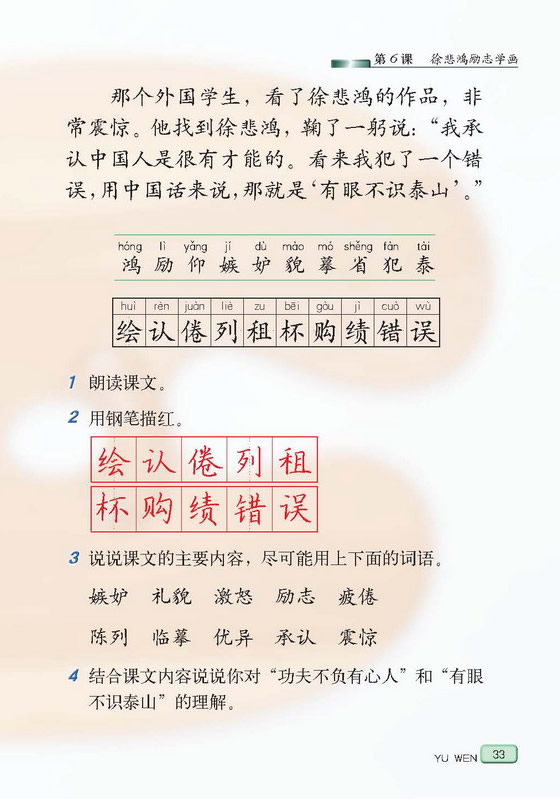 第6课 徐悲鸿励志学画
那个外国学生，看了徐悲鸿的作品，非
常震惊。他找到徐悲鸿，鞠了一躬说：“我承
认中国人是很有才能的。看来我犯了一个错
误，用中国话来说，那就是‘有眼不识泰山’。”
hóng lì yǎng jí dù mào mó shěng fàn tài
鸿 励 仰 嫉 妒 貌 摹 省 犯 泰
huì rèn juàn liè zū bēi gòu jì cuò wù
绘 认 倦 列 租 杯 购 绩 错 误
1 朗读课文。
2 用钢笔描红。
绘 认 倦 列 租
杯 购 绩 错 误
3 说说课文的主要内容，尽可能用上下面的词语。
嫉妒 礼貌 激怒 励志 疲倦
陈列 临摹 优异 承认 震惊
4 结合课文内容说说你对“功夫不负有心人”和“有眼
不识泰山”的理解。
YU WEN 33